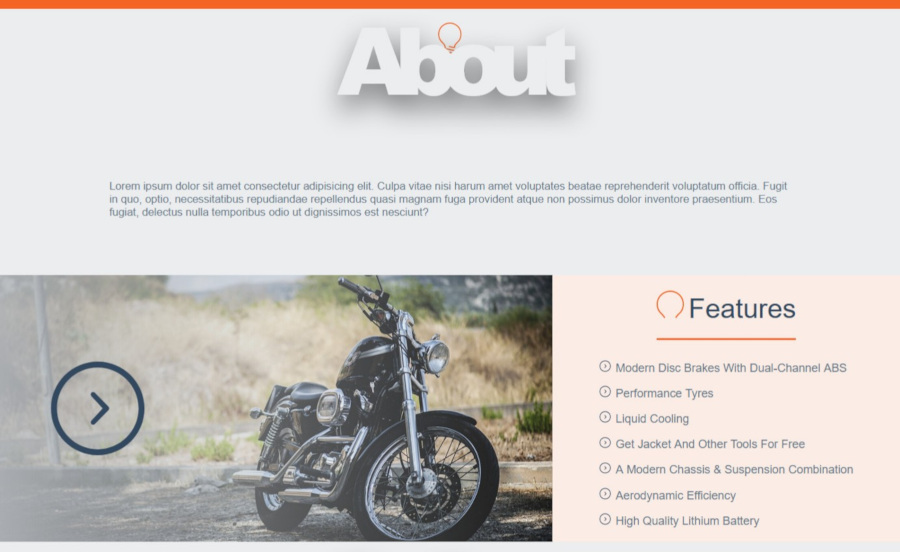 About
Lorem ipsum dolor sit amet consectetur adipisicing elit. Culpa vitae nisi harum amet voluptates beatae reprehenderit voluptatum officia. Fugit
in quo, optio, necessitatibus repudiandae repellendus quasi magnam fuga provident atque non possimus dolor inventore praesentium. Eos
fugiat, delectus nulla temporibus odio ut dignissimos est nesciunt?
Features
Modern Disc Brakes With Dual-Channel ABS
Performance Tyres
Liquid Cooling
Get Jacket And Other Tools For Free
A Modern Chassis & Suspension Combination
Aerodynamic Efficiency
High Quality Lithium Battery